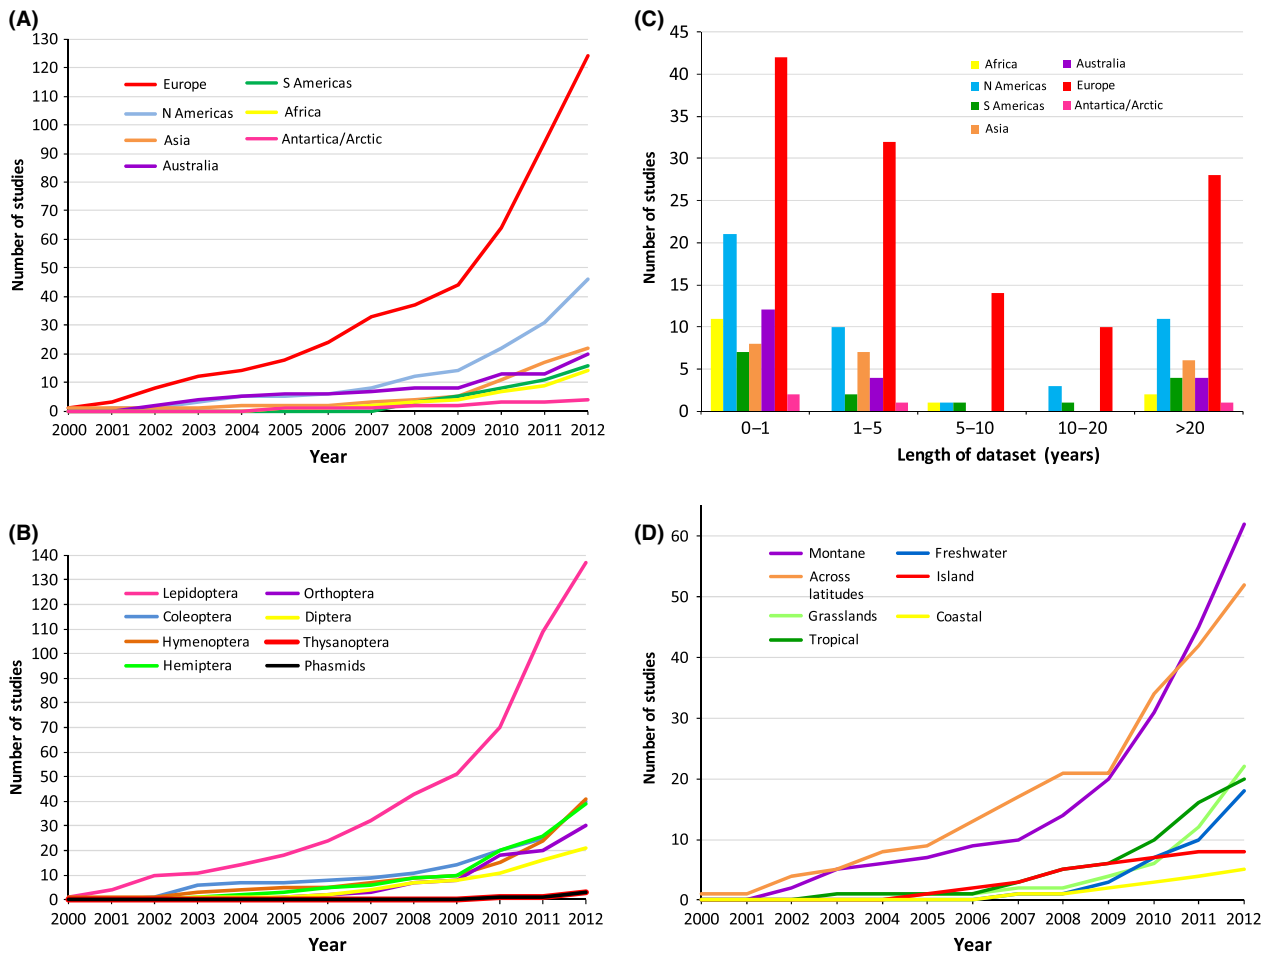 (A)
130
120
110
100
90
80
70
60
50
40
30
20
10
0
Number of studies
Europe
N Americas
Asia
Australia
S Americas
Africa
Antartica/Arctic
2000 2001 2002 2003 2004 2005 2006 2007 2008 2009 2010 2011 2012
Year
(C)
45
40
35
30
25
20
15
10
5
0
Number of studies
Africa
N Americas
S Americas
Asia
Australia
Europe
Antartica/Arctic
0–1 1–5 5–10 10–20 >20
Length of dataset (years)
(B)
140
130
120
110
100
90
80
70
60
50
40
30
20
10
0
Number of studies
Lepidoptera
Coleoptera
Hymenoptera
Hemiptera
Orthoptera
Diptera
Thysanoptera
Phasmids
2000 2001 2002 2003 2004 2005 2006 2007 2008 2009 2010 2011 2012
Year
(D)
60
50
40
30
20
10
0
Number of studies
Montane
Across
latitudes
Grasslands
Tropical
Freshwater
Island
Coastal
2000 2001 2002 2003 2004 2005 2006 2007 2008 2009 2010 2011 2012
Year